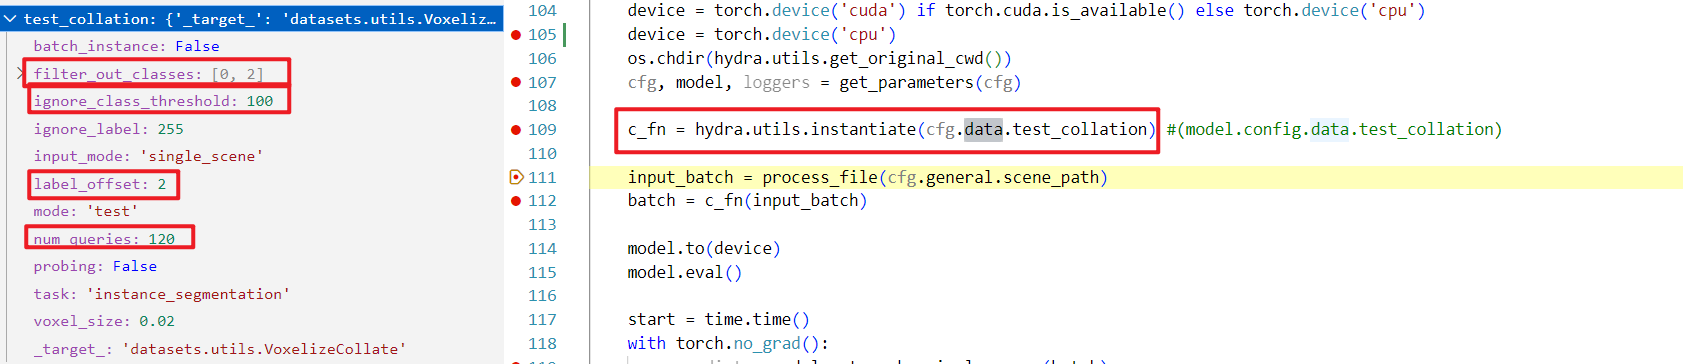 test_collation: {'_target_': 'datasets.utils.Voxeliz…
batch_instance: False
filter_out_classes: [0, 2]
ignore_class_threshold: 100
ignore_label: 255
input_mode: 'single_scene'
label_offset: 2
mode: 'test'
num_queries: 120
probing: False
task: 'instance_segmentation'
voxel_size: 0.02
_target_: 'datasets.utils.VoxelizeCollate'
104 device = torch.device('cuda') if torch.cuda.is_available() else torch.device('cpu')
105 device = torch.device('cpu')
106 os.chdir(hydra.utils.get_original_cwd())
107 cfg, model, loggers = get_parameters(cfg)
108
109 c_fn = hydra.utils.instantiate(cfg.data.test_collation) #(model.config.data.test_collation)
110
111 input_batch = process_file(cfg.general.scene_path)
112 batch = c_fn(input_batch)
113
114 model.to(device)
115 model.eval()
116
117 start = time.time()
118 with torch.no_grad():